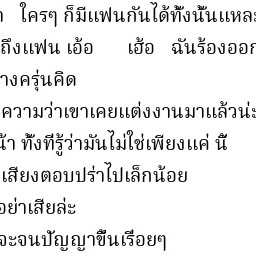 ใครๆ ก็มีแฟนกันได้ทั้งนั้นแหละ
ถึงแฟน เอ้อ เฮ้อ ฉันร้องออก
างครุ่นคิด
ความว่าเขาเคยแต่งงานมาแล้วน่ะ
ทั้งที่รู้ว่ามันไม่ใช่เพียงแค่ นี้
เสียงตอบปร่าไปเล็กน้อย
อย่าเสียล่ะ
จะจนปัญญาขึ้นเรื่อยๆ